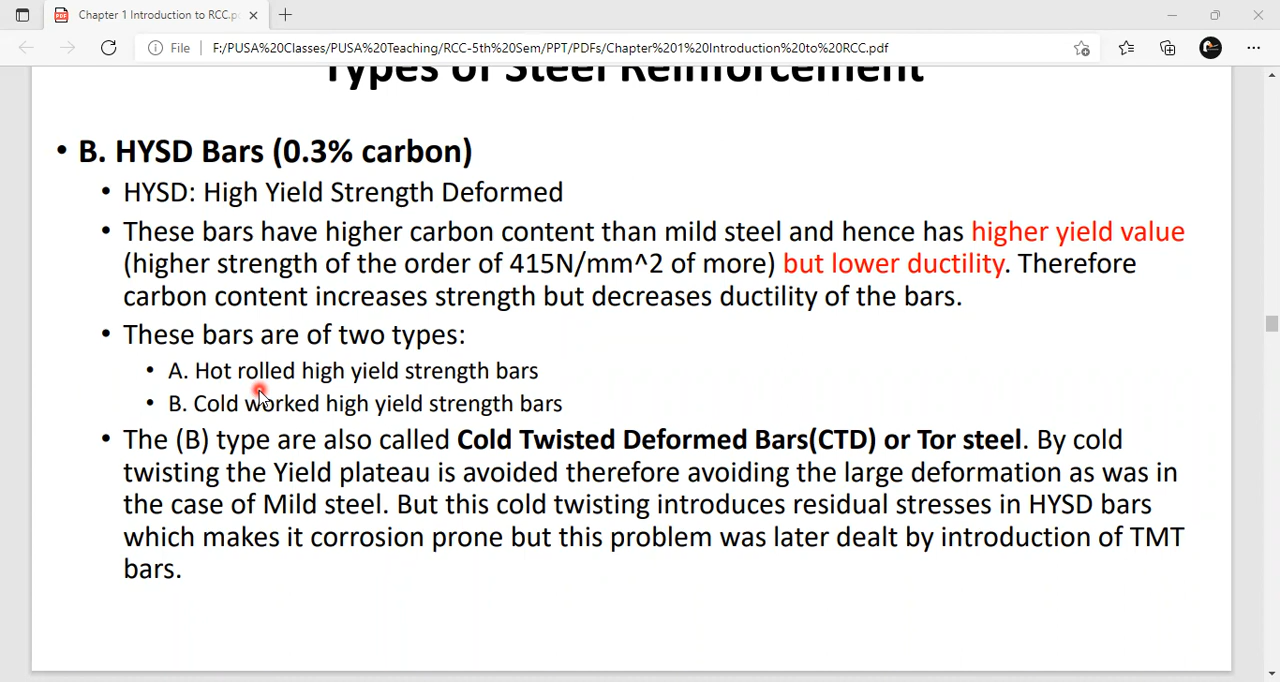 Chapter 1 Introduction to RCC.p
File F:/PUSA%20Classes/PUSA%20Teaching/RCC-5th%20Sem/PPT/PDFs/Chapter%201%20Introduction%20to%20RCC.pdf
Types of Steel Reinforcement
• B. HYSD Bars (0.3% carbon)
• HYSD: High Yield Strength Deformed
• These bars have higher carbon content than mild steel and hence has higher yield value
(higher strength of the order of 415N/mm^2 of more) but lower ductility. Therefore
carbon content increases strength but decreases ductility of the bars.
• These bars are of two types:
• A. Hot rolled high yield strength bars
• B. Cold worked high yield strength bars
• The (B) type are also called Cold Twisted Deformed Bars(CTD) or Tor steel. By cold
twisting the Yield plateau is avoided therefore avoiding the large deformation as was in
the case of Mild steel. But this cold twisting introduces residual stresses in HYSD bars
which makes it corrosion prone but this problem was later dealt by introduction of TMT
bars.